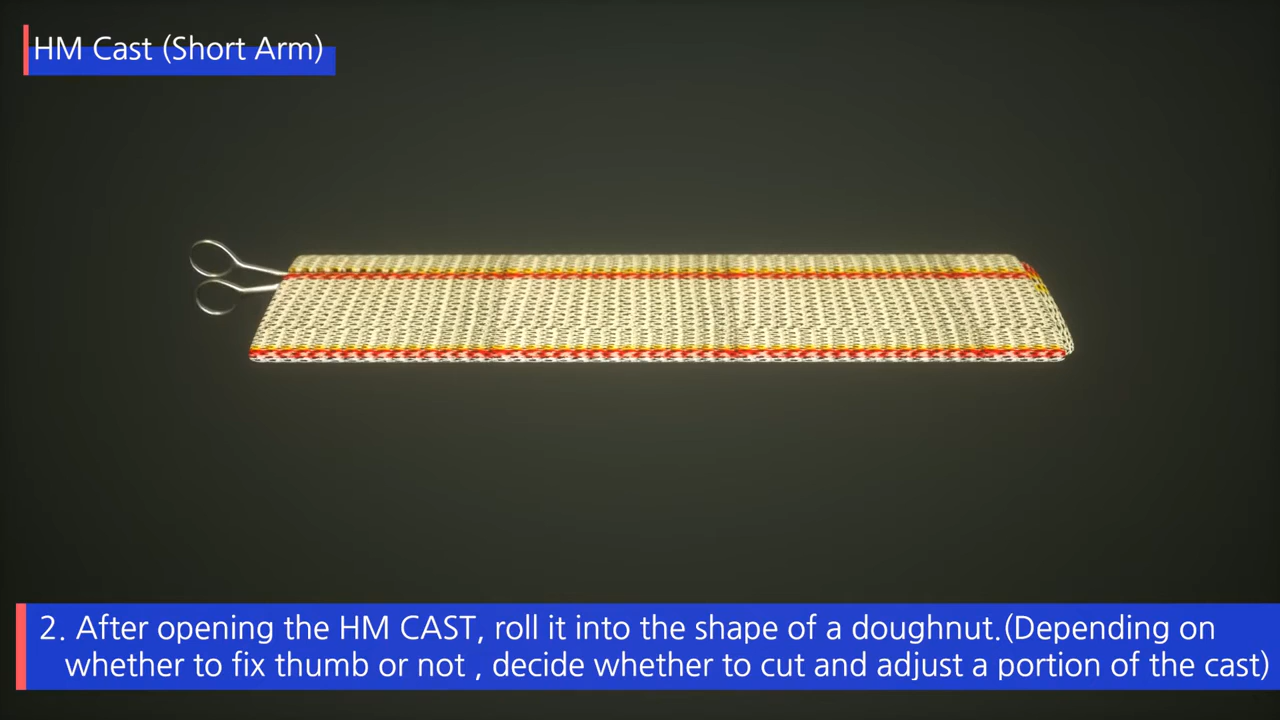 HM Cast (Short Arm)
2. After opening the HM CAST, roll it into the shape of a doughnut.(Depending on
whether to fix thumb or not , decide whether to cut and adjust a portion of the cast)